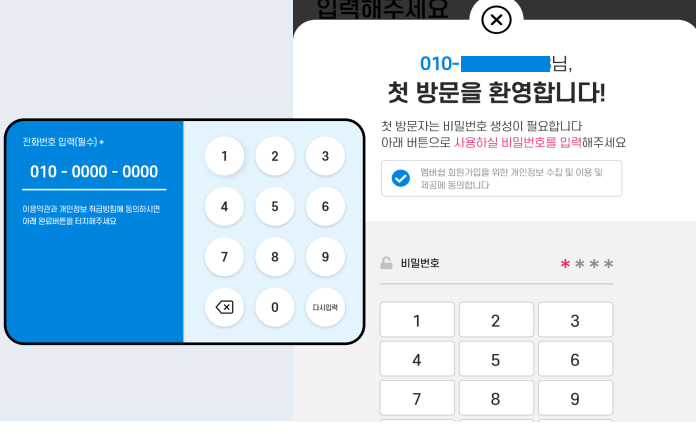 전화번호 입력(필수)*
010 - 0000 - 0000
이용약관과 개인정보 취급방침에 동의하시면
아래 완료버튼을 터치해주세요
1 2 3
4 5 6
7 8 9
0 다시입력
입력해주세요
010- 님,
첫 방문을 환영합니다!
첫 방문자는 비밀번호 생성이 필요합니다
아래 버튼으로 사용하실 비밀번호를 입력해주세요
멤버쉽 회원가입을 위한 개인정보 수집 및 이용 및
제공에 동의합니다
비밀번호 * * * *
1 2 3
4 5 6
7 8 9